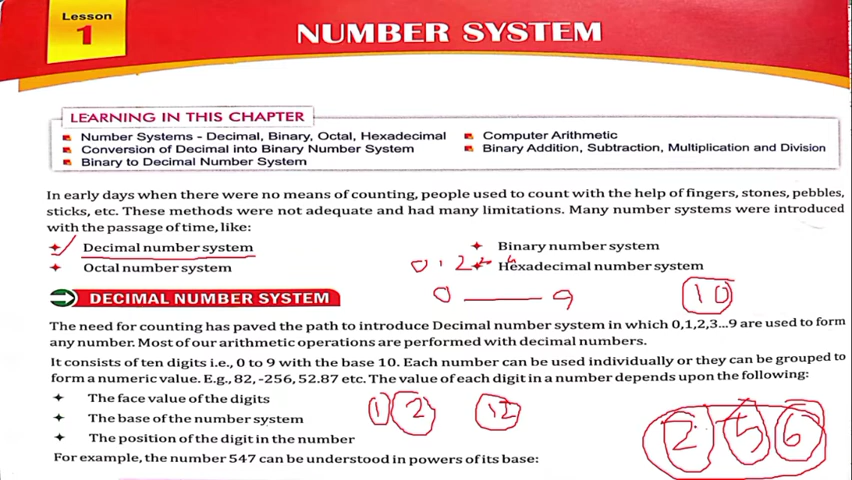 Lesson
1
NUMBER SYSTEM
LEARNING IN THIS CHAPTER
Number Systems - Decimal, Binary, Octal, Hexadecimal
Conversion of Decimal into Binary Number System
Binary to Decimal Number System
Computer Arithmetic
Binary Addition, Subtraction, Multiplication and Division
In early days when there were no means of counting, people used to count with the help of fingers, stones, pebbles,
sticks, etc. These methods were not adequate and had many limitations. Many number systems were introduced
with the passage of time, like:
Decimal number system
Binary number system
Octal number system
0 1 2
Hexadecimal number system
0 — 9
10
DECIMAL NUMBER SYSTEM
The need for counting has paved the path to introduce Decimal number system in which 0,1,2,3...9 are used to form
any number. Most of our arithmetic operations are performed with decimal numbers.
It consists of ten digits i.e., 0 to 9 with the base 10. Each number can be used individually or they can be grouped to
form a numeric value. E.g., 82, -256, 52.87 etc. The value of each digit in a number depends upon the following:
The face value of the digits
1 2 12
The base of the number system
2 5 6
The position of the digit in the number
For example, the number 547 can be understood in powers of its base: